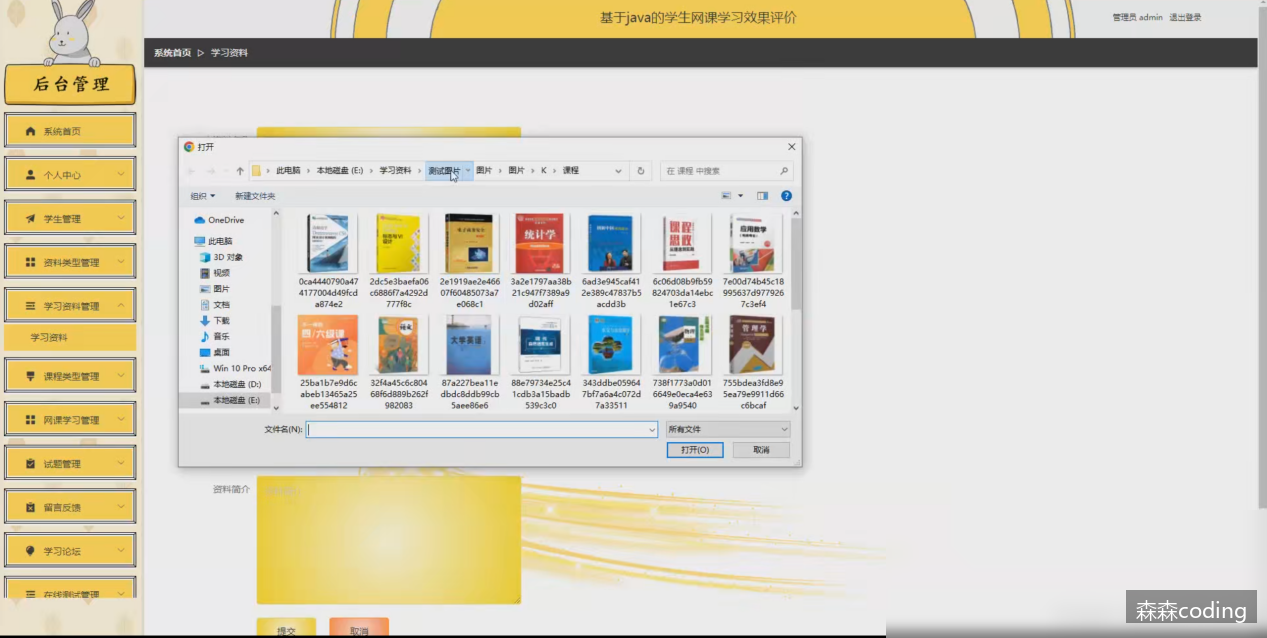 基于java的学生网课学习效果评价
管理员 admin 退出登录
后台管理
系统首页 ▷ 学习资料
系统首页
个人中心
学生管理
资料类型管理
学习资料管理
学习资料
课程类型管理
网课学习管理
试题管理
留言反馈
学习论坛
在线测试管理
打开
此电脑 › 本地磁盘 (E:) › 学习资料 › 测试图片 图片 › 图片 › K › 课程
在 课程 中搜索
组织 新建文件夹
OneDrive
此电脑
3D 对象
视频
图片
文档
下载
音乐
桌面
Win 10 Pro x64
本地磁盘 (D:)
本地磁盘 (E:)
0ca4440790a474177004d49fcda874e2
2dc5e3baefa06c6886f7a4292d777f8c
2e1919ae2e46607f60485073a7e068c1
3a2e1797aa38b21c947f7389a9d02aff
6ad3e945caf412e389c47837b5acdd3b
6c06d08b9fb59824703da14ebc1e67c3
7e00d74b45c18995637d9779267c3ef4
统计学
应用数学
25ba1b7e9d6cabeb13465a25ee554812
32f4a45c6c80468f6d889b262f982083
87a227bea11edbdc8ddb99cb5aee86e6
88e79734e25c41cdb3a15badb539c3c0
343ddbe059647bf7a6a4c072d7a33511
738f1773a0d016649e0eca4e639a9540
755bdea3fd8e95ea79e9911d66c6bcaf
四/六级课
语文
大学英语
物理
管理学
文件名(N):
所有文件
打开(O) 取消
资料简介
提交 取消
森森coding